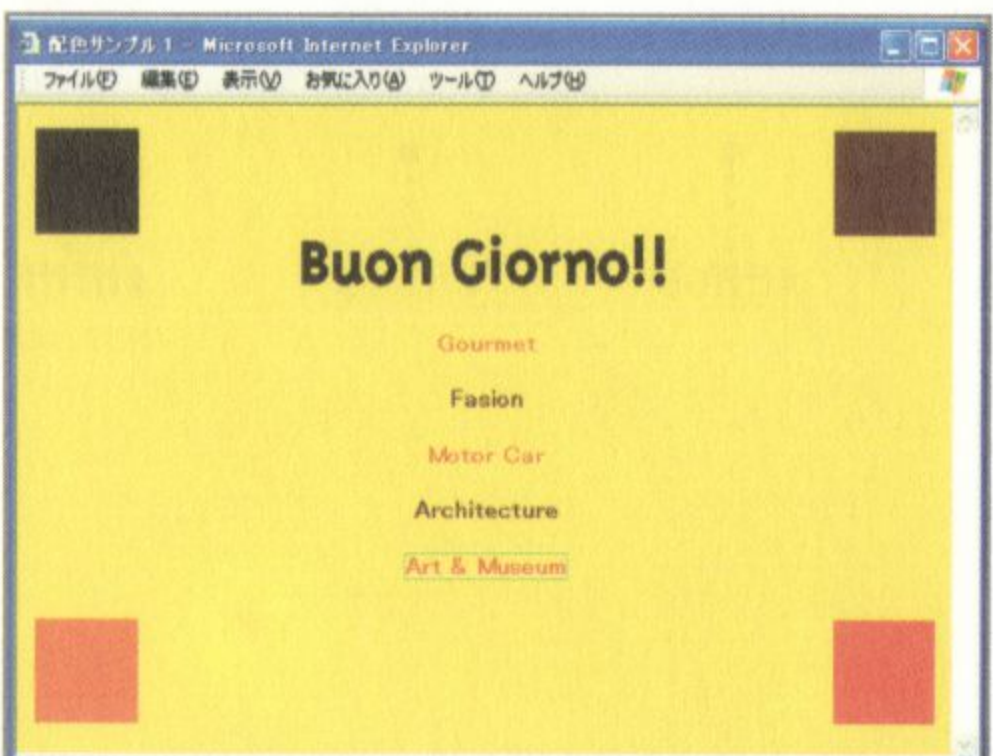 配色サンプル 1 - Microsoft Internet Explorer
ファイル(F) 編集(E) 表示(V) お気に入り(A) ツール(T) ヘルプ(H)
Buon Giorno!!
Gourmet
Fasion
Motor Car
Architecture
Art & Museum